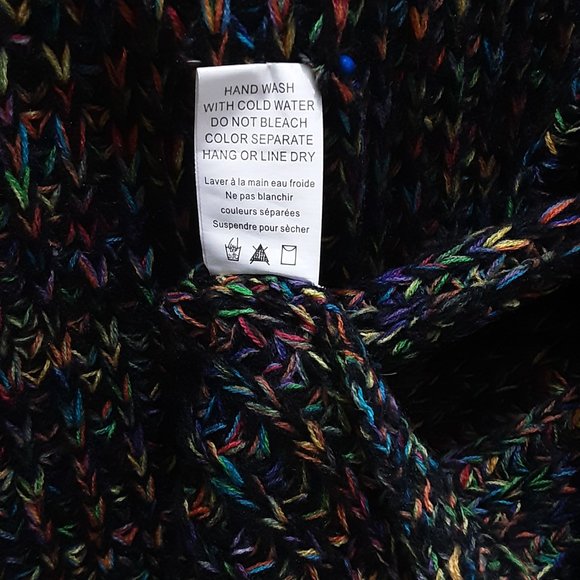 HAND WASH
WITH COLD WATER
DO NOT BLEACH
COLOR SEPARATE
HANG OR LINE DRY
Laver à la main eau froide
Ne pas blanchir
couleurs séparées
Suspendre pour sècher